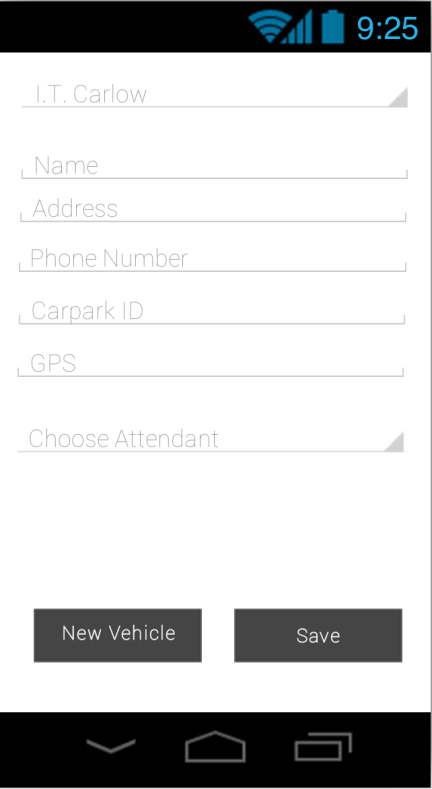 9:25
I.T. Carlow
Name
Address
Phone Number
Carpark ID
GPS
Choose Attendant
New Vehicle
Save